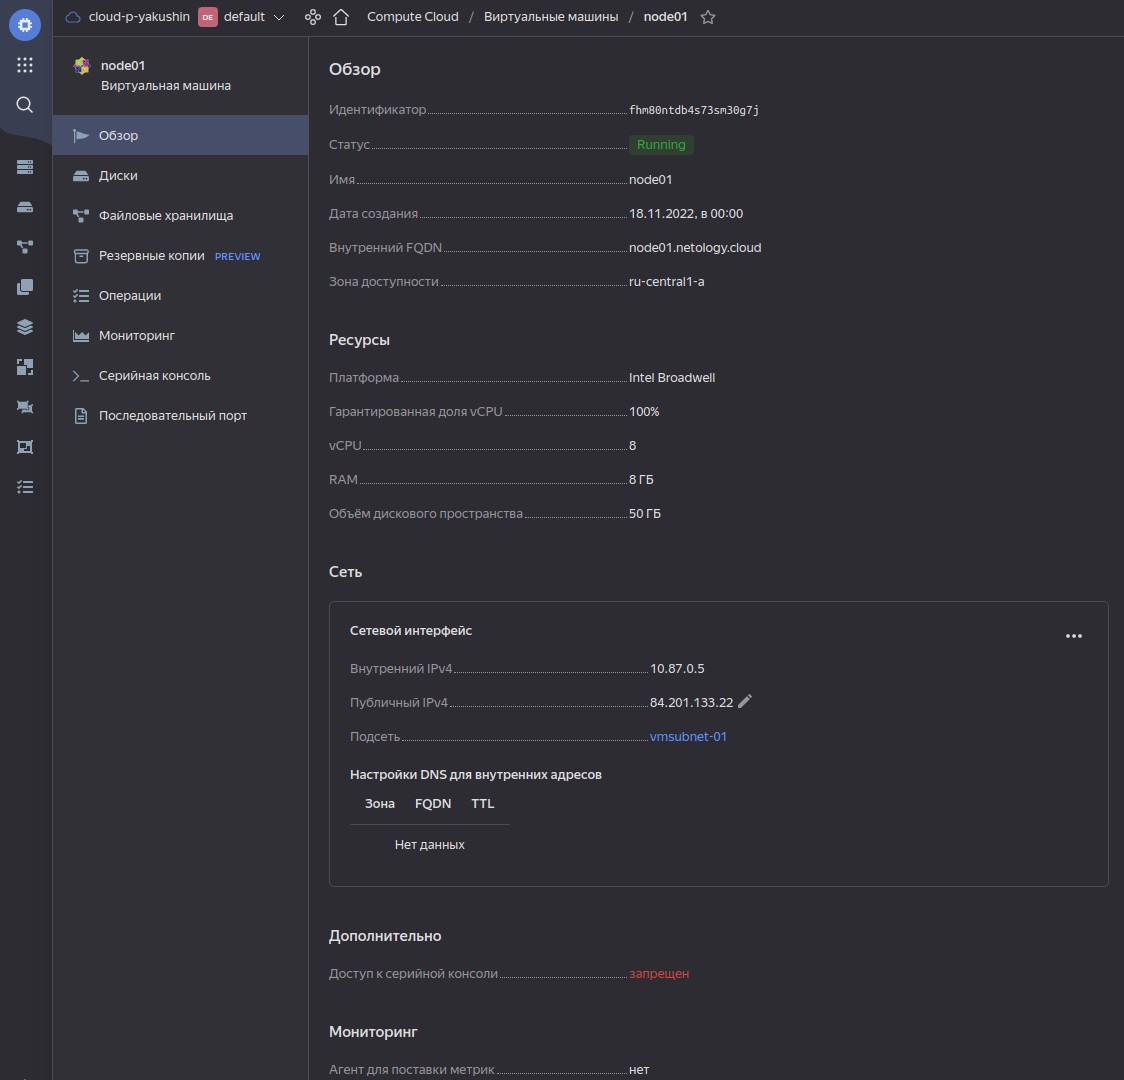 cloud-p-yakushin DE default Compute Cloud / Виртуальные машины / node01
node01
Виртуальная машина
Обзор
Диски
Файловые хранилища
Резервные копии PREVIEW
Операции
Мониторинг
Серийная консоль
Последовательный порт
Обзор
Идентификатор fhm80ntdb4s73sm30g7j
Статус Running
Имя node01
Дата создания 18.11.2022, в 00:00
Внутренний FQDN node01.netology.cloud
Зона доступности ru-central1-a
Ресурсы
Платформа Intel Broadwell
Гарантированная доля vCPU 100%
vCPU 8
RAM 8 ГБ
Объём дискового пространства 50 ГБ
Сеть
Сетевой интерфейс
Внутренний IPv4 10.87.0.5
Публичный IPv4 84.201.133.22
Подсеть vmsubnet-01
Настройки DNS для внутренних адресов
Зона FQDN TTL
Нет данных
Дополнительно
Доступ к серийной консоли запрещен
Мониторинг
Агент для поставки метрик нет